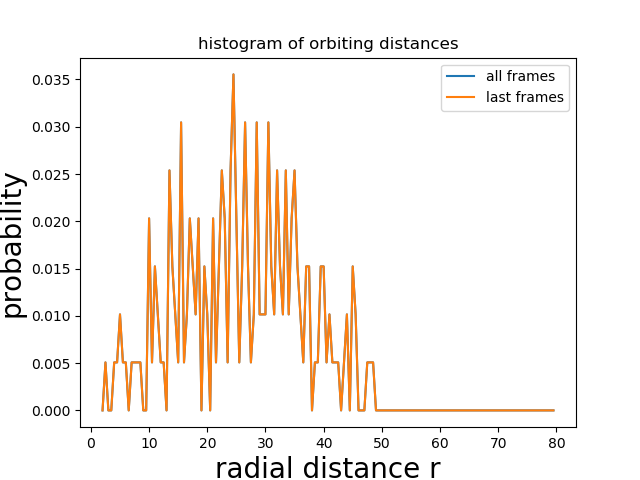 histogram of orbiting distances
all frames
last frames
0.035
0.030
0.025
0.020
0.015
0.010
0.005
0.000
probability
0 10 20 30 40 50 60 70 80
radial distance r